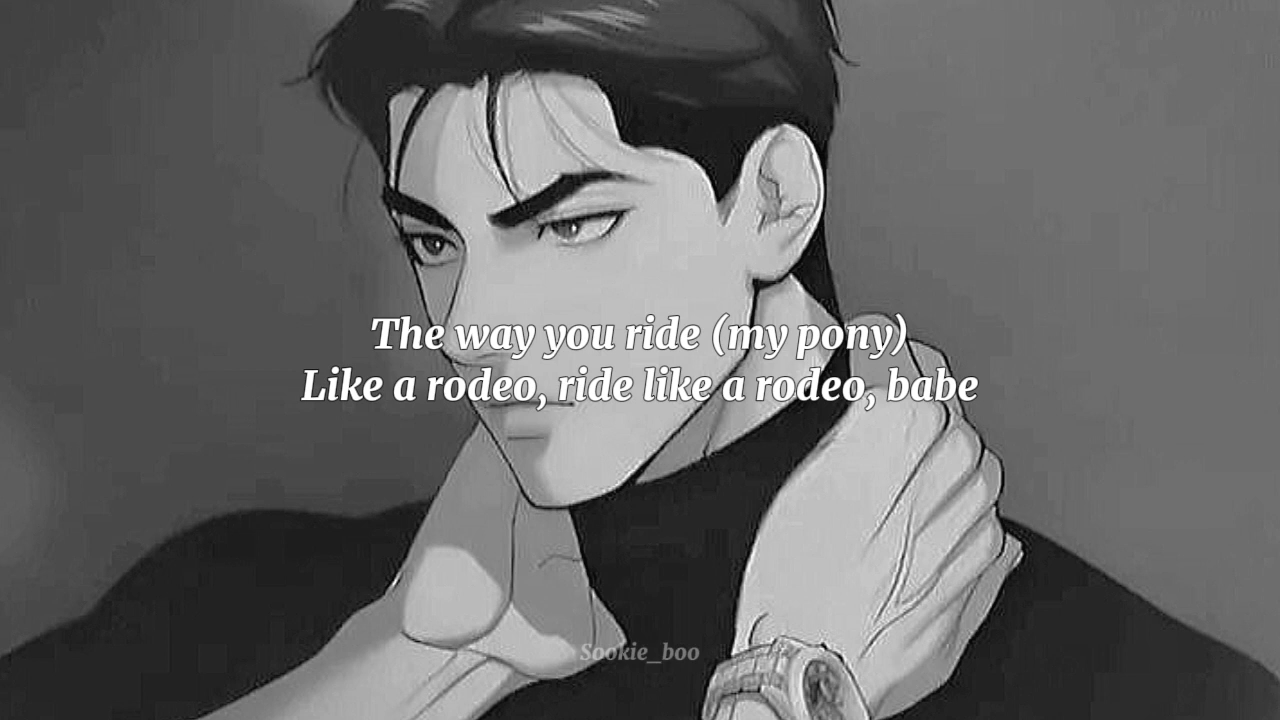 The way you ride (my pony)
Like a rodeo, ride like a rodeo, babe
Sookie_boo